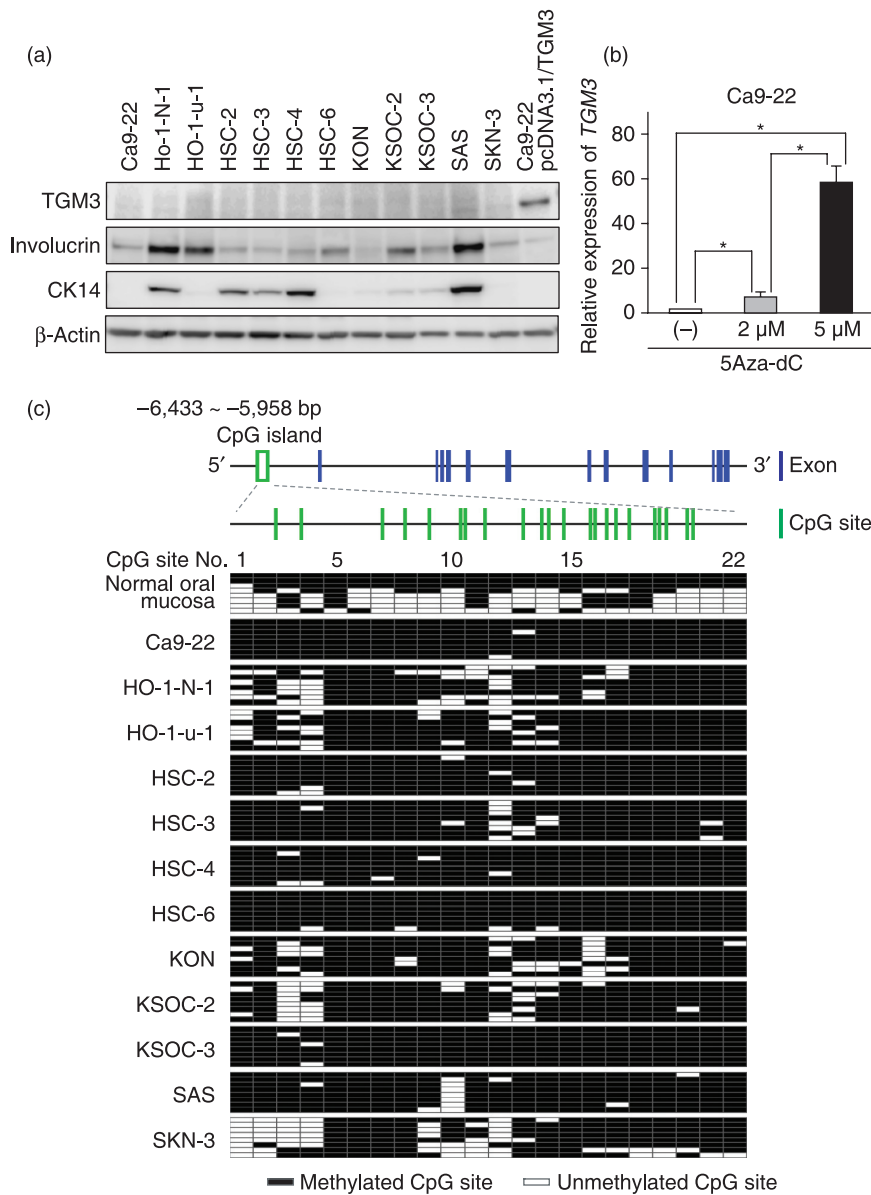 (a)
Ca9-22
Ho-1-N-1
HO-1-u-1
HSC-2
HSC-3
HSC-4
HSC-6
KON
KSOC-2
KSOC-3
SAS
SKN-3
Ca9-22
pcDNA3.1/TGM3
TGM3
Involucrin
CK14
β-Actin
(b)
Ca9-22
Relative expression of TGM3
80
60
40
20
0
*
*
*
(–)
2 µM
5 µM
5Aza-dC
(c)
–6,433 ~ –5,958 bp
CpG island
5′
3′
Exon
CpG site
CpG site No. 1 5 10 15 22
Normal oral
mucosa
Ca9-22
HO-1-N-1
HO-1-u-1
HSC-2
HSC-3
HSC-4
HSC-6
KON
KSOC-2
KSOC-3
SAS
SKN-3
Methylated CpG site
Unmethylated CpG site